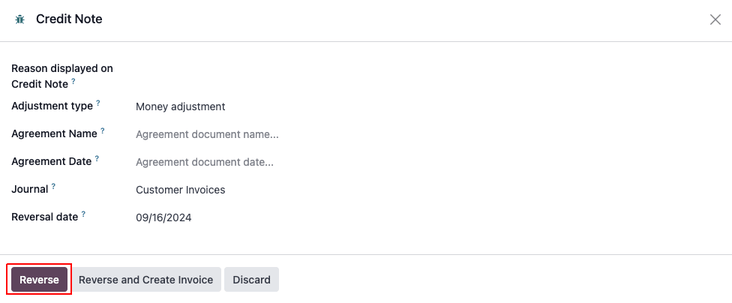 Credit Note
Reason displayed on
Credit Note ?
Adjustment type ? Money adjustment
Agreement Name ? Agreement document name...
Agreement Date ? Agreement document date...
Journal ? Customer Invoices
Reversal date ? 09/16/2024
Reverse Reverse and Create Invoice Discard